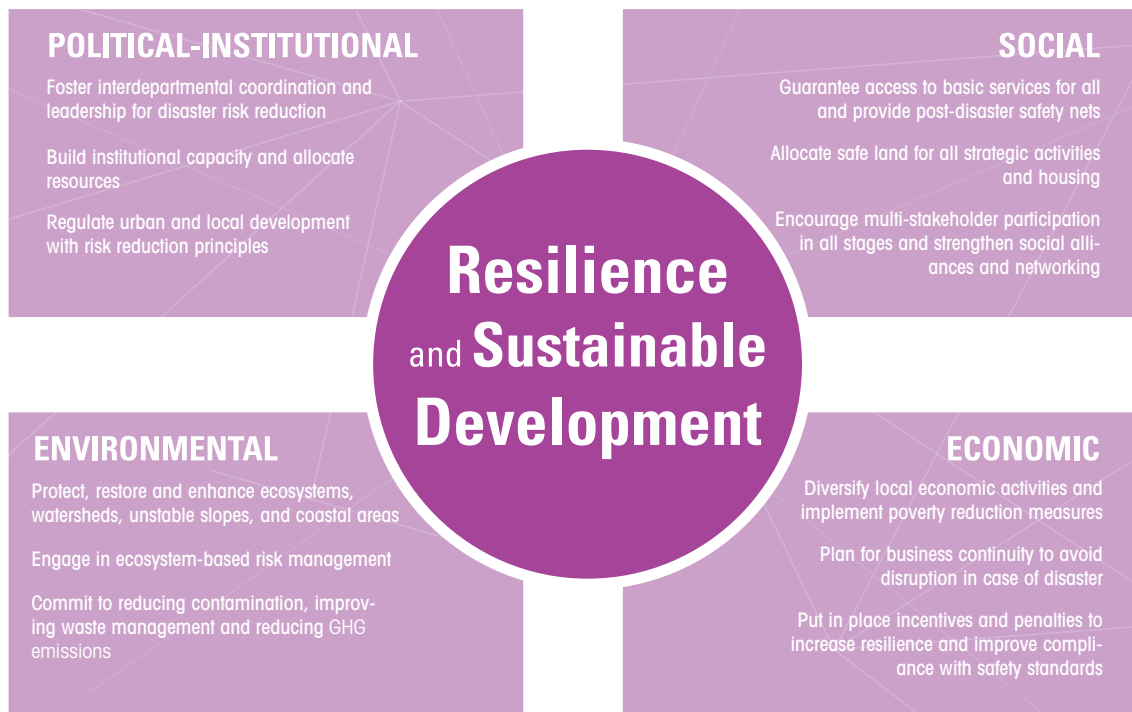 POLITICAL-INSTITUTIONAL
Foster interdepartmental coordination and
leadership for disaster risk reduction
Build institutional capacity and allocate
resources
Regulate urban and local development
with risk reduction principles
SOCIAL
Guarantee access to basic services for all
and provide post-disaster safety nets
Allocate safe land for all strategic activities
and housing
Encourage multi-stakeholder participation
in all stages and strengthen social alli-
ances and networking
Resilience
and Sustainable
Development
ENVIRONMENTAL
Protect, restore and enhance ecosystems,
watersheds, unstable slopes, and coastal areas
Engage in ecosystem-based risk management
Commit to reducing contamination, improv-
ing waste management and reducing GHG
emissions
ECONOMIC
Diversify local economic activities and
implement poverty reduction measures
Plan for business continuity to avoid
disruption in case of disaster
Put in place incentives and penalties to
increase resilience and improve compli-
ance with safety standards